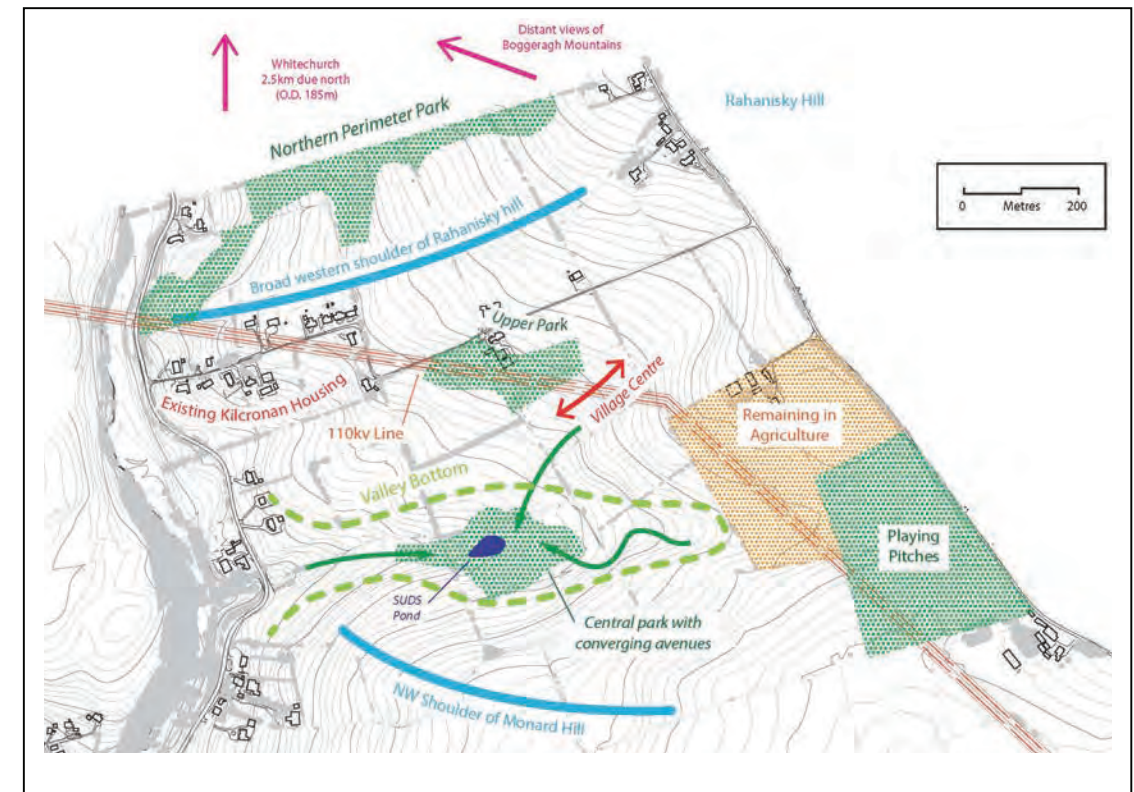 Distant views of
Boggeragh Mountains
Whitechurch
2.5km due north
(O.D. 185m)
Rahanisky Hill
Northern Perimeter Park
0 Metres 200
Broad western shoulder of Rahanisky hill
Upper Park
Village Centre
Existing Kilcronan Housing
110kv Line
Remaining in
Agriculture
Valley Bottom
Playing
Pitches
SUDS
Pond
Central park with
converging avenues
NW Shoulder of Monard Hill